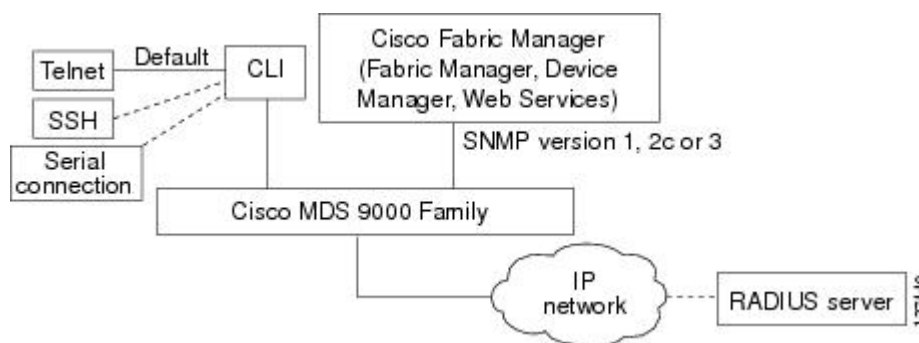 Cisco Fabric Manager
(Fabric Manager, Device
Manager, Web Services)
Telnet
Default
CLI
SSH
Serial
connection
SNMP version 1, 2c or 3
Cisco MDS 9000 Family
IP
network
RADIUS server